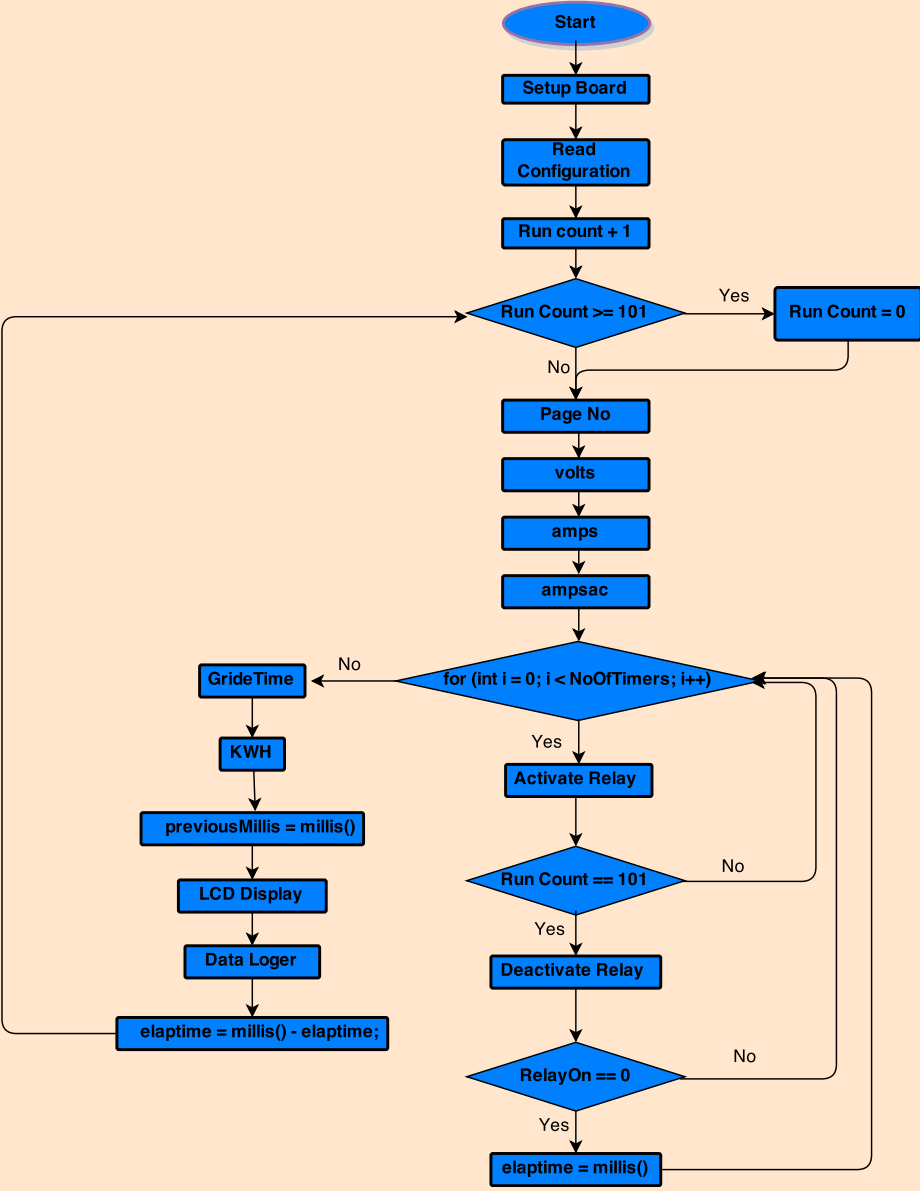 Start
Setup Board
Read
Configuration
Run count + 1
Run Count >= 101
Yes
Run Count = 0
No
Page No
volts
amps
ampsac
for (int i = 0; i < NoOfTimers; i++)
No
GrideTime
KWH
previousMillis = millis()
LCD Display
Data Loger
elaptime = millis() - elaptime;
Yes
Activate Relay
Run Count == 101
No
Yes
Deactivate Relay
RelayOn == 0
No
Yes
elaptime = millis()